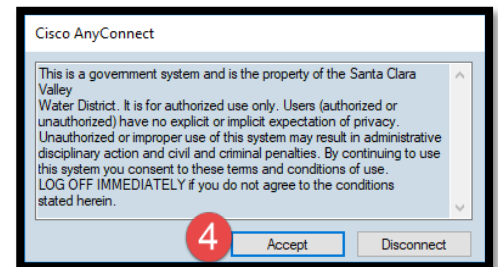 Cisco AnyConnect
This is a government system and is the property of the Santa Clara
Valley
Water District. It is for authorized use only. Users (authorized or
unauthorized) have no explicit or implicit expectation of privacy.
Unauthorized or improper use of this system may result in administrative
disciplinary action and civil and criminal penalties. By continuing to use
this system you consent to these terms and conditions of use.
LOG OFF IMMEDIATELY if you do not agree to the conditions
stated herein.
4 Accept Disconnect